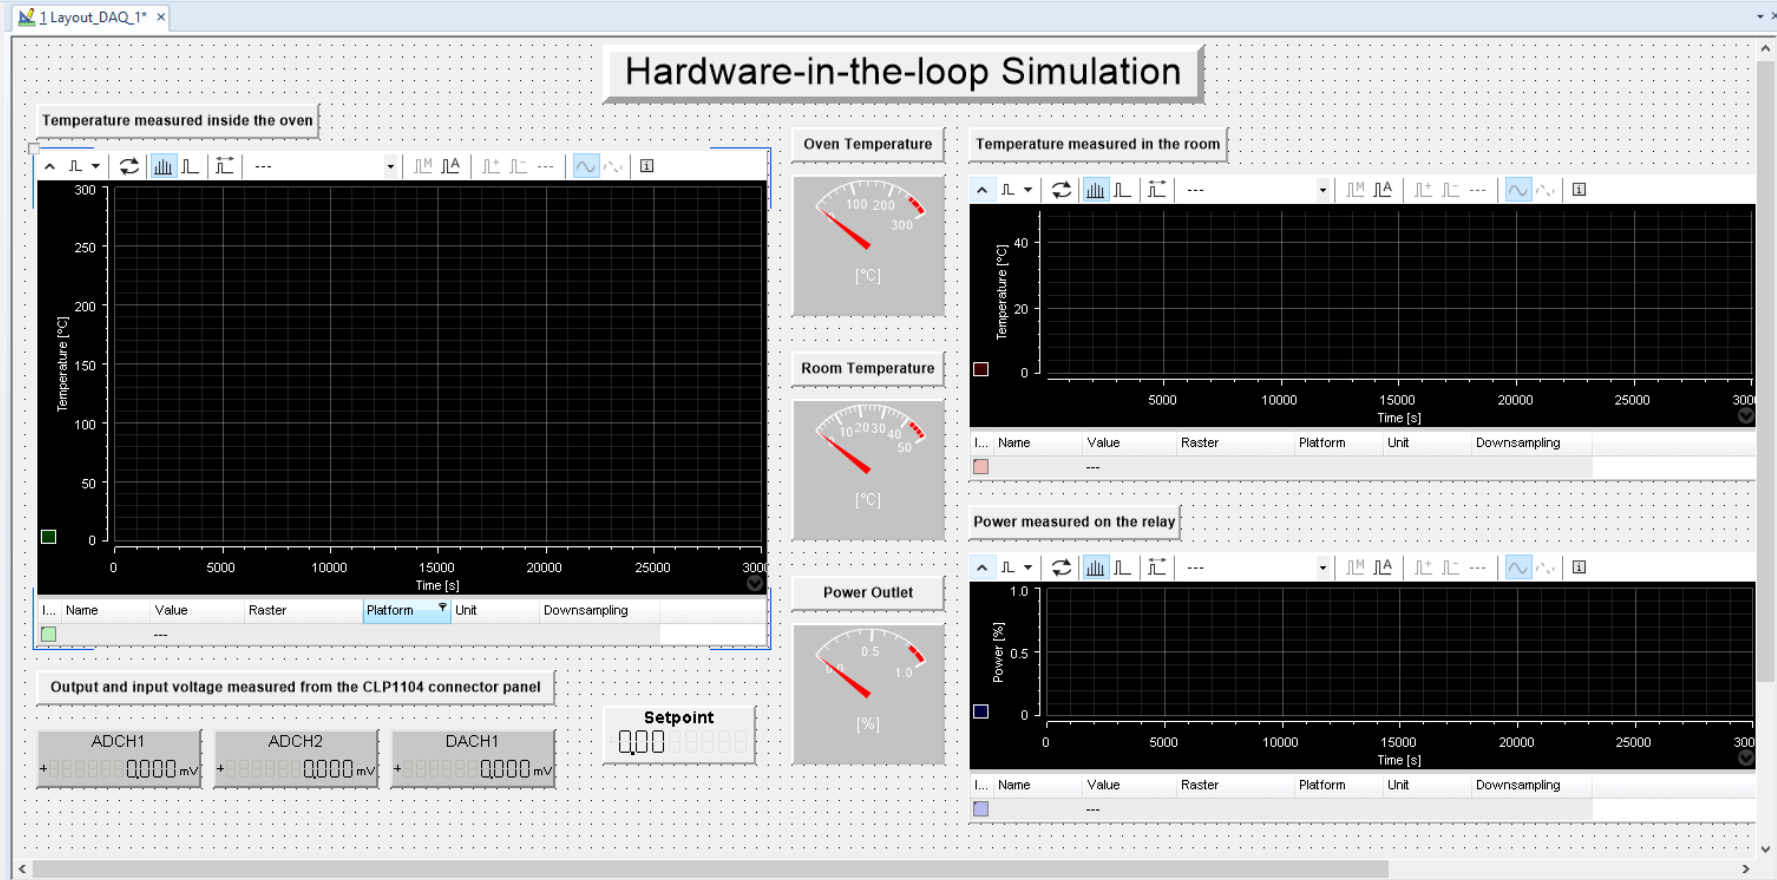 1 Layout_DAQ_1*
Hardware-in-the-loop Simulation
Temperature measured inside the oven
---
M A
---
300
250
200
150
100
50
0
Temperature [°C]
0 5000 10000 15000 20000 25000 3000
Time [s]
I... Name Value Raster Platform Unit Downsampling
---
Output and input voltage measured from the CLP1104 connector panel
ADCH1
+ 0.000 mV
ADCH2
+ 0.000 mV
DACH1
+ 0.000 mV
Setpoint
0.00
Oven Temperature
0 100 200 300
[°C]
Room Temperature
0 10 20 30 40 50
[°C]
Power Outlet
0.0 0.5 1.0
[%]
Temperature measured in the room
---
M A
---
40
20
0
Temperature [°C]
5000 10000 15000 20000 25000 300
Time [s]
I... Name Value Raster Platform Unit Downsampling
---
Power measured on the relay
---
M A
---
1.0
0.5
0
Power [%]
0 5000 10000 15000 20000 25000 300
Time [s]
I... Name Value Raster Platform Unit Downsampling
---